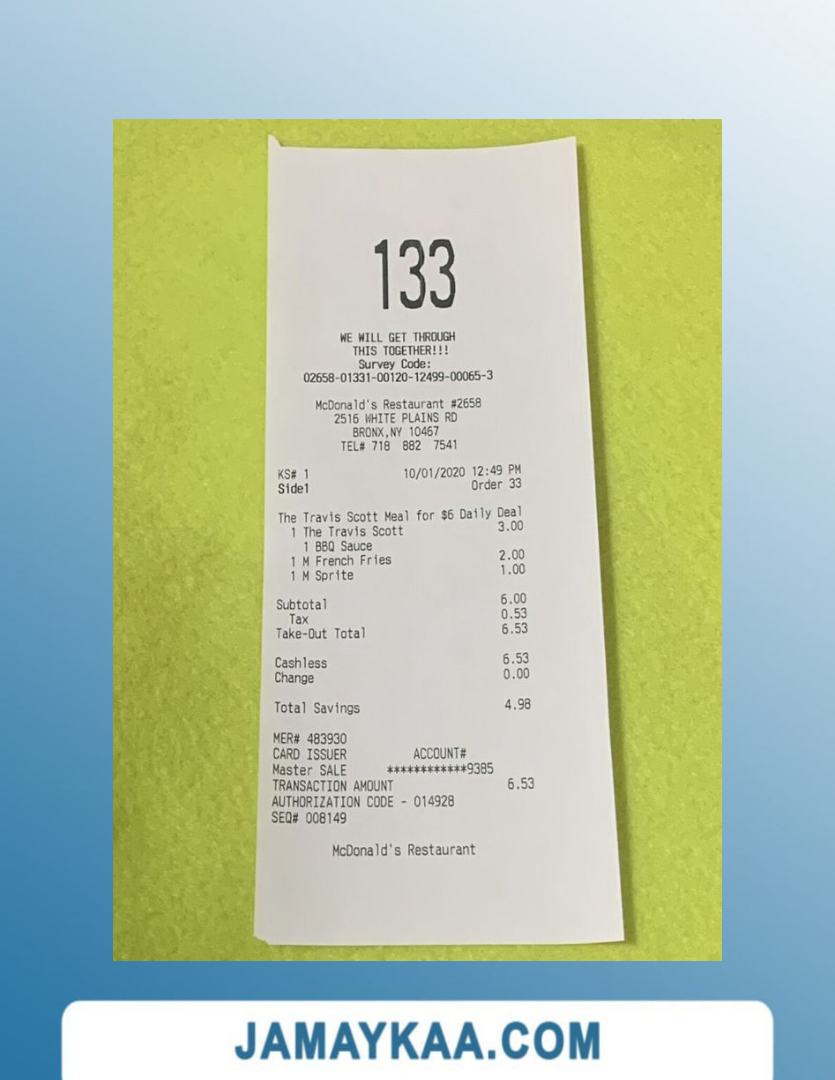 133
WE WILL GET THROUGH
THIS TOGETHER!!!
Survey Code:
02658-01331-00120-12499-00065-3
McDonald's Restaurant #2658
2516 WHITE PLAINS RD
BRONX,NY 10467
TEL# 718 882 7541
KS# 1 10/01/2020 12:49 PM
Side1 Order 33
The Travis Scott Meal for $6 Daily Deal
1 The Travis Scott 3.00
1 BBQ Sauce
1 M French Fries 2.00
1 M Sprite 1.00
Subtotal 6.00
Tax 0.53
Take-Out Total 6.53
Cashless 6.53
Change 0.00
Total Savings 4.98
MER# 483930
CARD ISSUER ACCOUNT#
Master SALE ************9385
TRANSACTION AMOUNT 6.53
AUTHORIZATION CODE - 014928
SEQ# 008149
McDonald's Restaurant
JAMAYKAA.COM